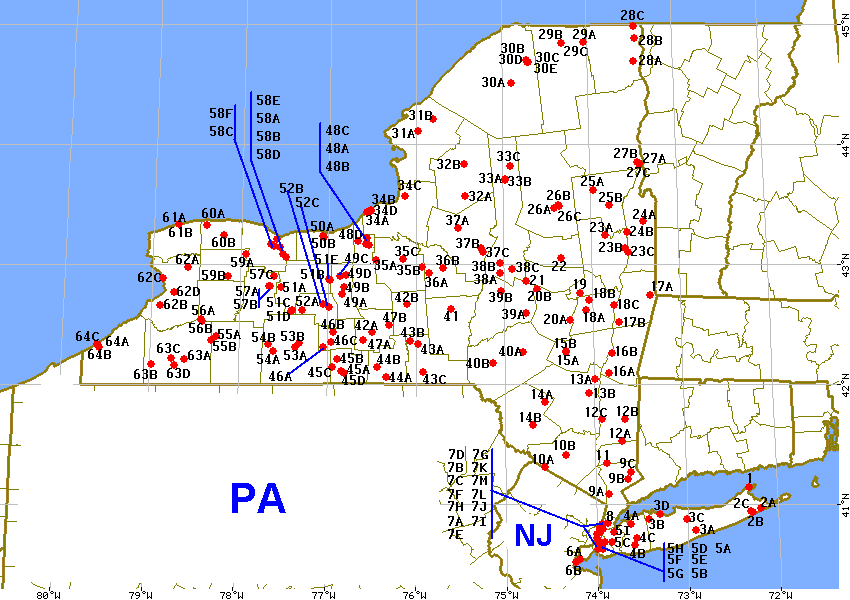 28C
29B 29A
28B
30B
30D 30C 29C
30E
28A
30A
58E
58F 58A
58C 58B
58D
48C
48A
48B
31B
31A
45°N
44°N
33C
32B
27B 27A
27C
33A 33B
52B
52C
34C
34B
34D
34A
32A
25A
25B
26B
26A
26C
24A
24B
23A
23B
23C
61A
61B
60A
60B
50A
50B
48D
37A
37B
37C
35C
35A 35B
36B
36A
38B
38A
38C
22
43°N
62A
59A
59B
57C
51E
51B
49C
49D
49B
49A
62C
62D
62B
57A
57B
51A
51C
51D
52A
56A
56B
42B
41
39B
39A
21
20B
20A
19
18B
18A
18C
17A
17B
64C
64A
64B
55A
55B
54B
54A
53B
53A
46B
46C
46A
42A
47B
47A
43B
43A
43C
45B
45A
45C
45D
44B
44A
63C
63A
63B
63D
40A
40B
15B
15A
16B
16A
13A
13B
42°N
14A
14B
12C
12B
12A
10B
10A
11
9C
9B
9A
7D 7G
7B 7K
7C 7M
7F 7L
7H 7J
7A 7I
7E
PA
NJ
8
4A
3D
3B
3C
3A
1
2C
2A
2B
41°N
5I
5C
4C
4B
6A
6B
5H 5D 5A
5F 5E
5G 5B
80°W 79°W 78°W 77°W 76°W 75°W 74°W 73°W 72°W